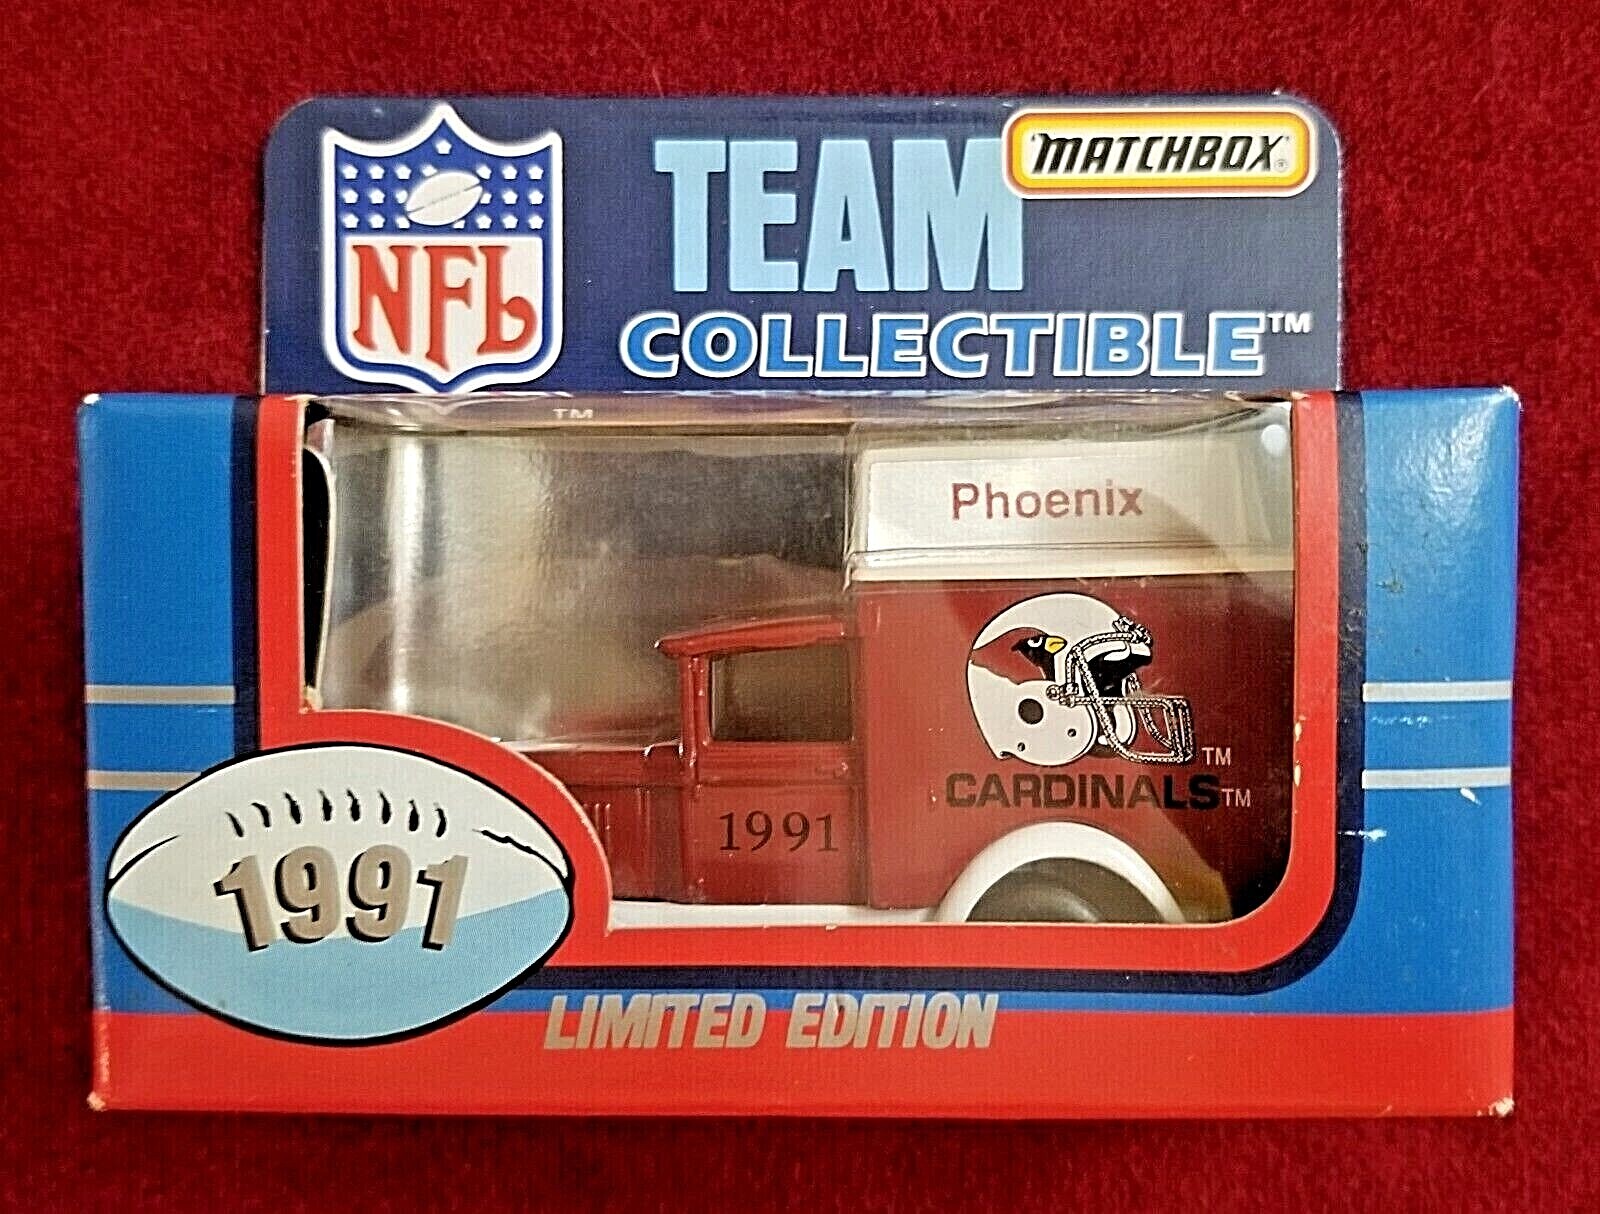 NFL
TEAM
MATCHBOX®
COLLECTIBLE™
™
Phoenix
™
CARDINALS™
1991
1991
LIMITED EDITION